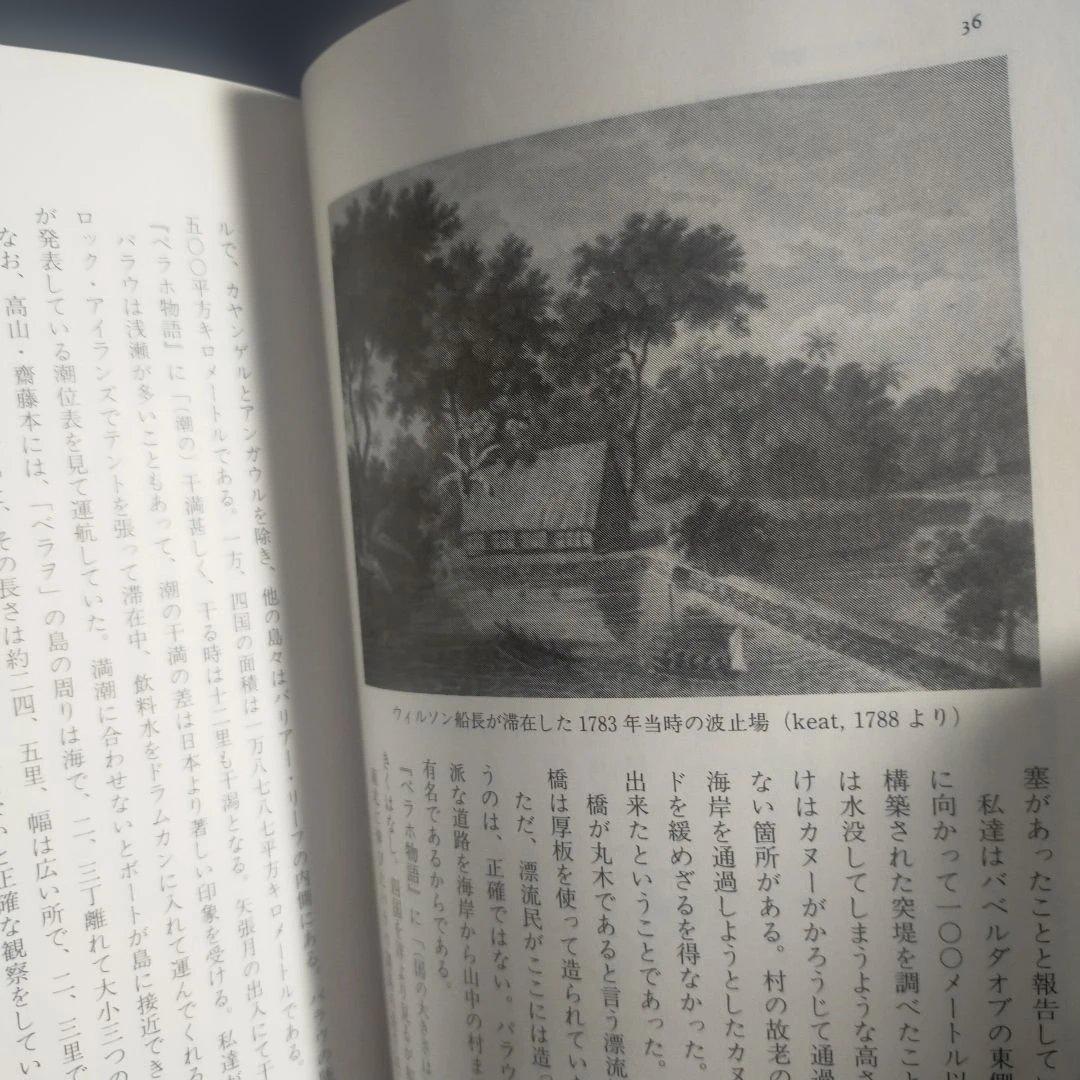 36
ウィルソン船長が滞在した1783年当時の波止場（keat, 1788より）
塞があったことと報告して
私達はバベルダオブの東側
に向かって一〇〇メートル以
構築された突堤を調べたこと
は水没してしまうような高さ
けはカヌーがかろうじて通過
ない箇所がある。村の故老の
海岸を通過しようとしたカヌ
ドを緩めざるを得なかった。
出来たということであった。
橋が丸木であると言う漂流
橋は厚板を使って造られてい
ただ、漂流民がここには造っ
うのは、正確ではない。パラウ
派な道路を海岸から山中の村ま
有名であるからである。
『ペラホ物語』に「国の大きさは
きくはなし。四国を
ルで、カヤンゲルとアンガウルを除き、他の島々はバリアー・リーフの内側にある。パラウの
五〇〇平方キロメートルである。一方、四国の面積は一万八七八七平方キロメートルである。
『ペラホ物語』に「（潮の）干満甚しく、干る時は十二里も干潟となる。矢張月の出入にて干
パラウは浅瀬が多いこともあって、潮の干満の差は日本より著しい印象を受ける。私達が
ロック・アイランズでテントを張って滞在中、飲料水をドラムカンに入れて運んでくれる
が発表している潮位表を見て運航していた。満潮に合わせないとボートが島に接近でき
なお、高山・齋藤本には、「ペラヲ」の島の周りは海で、二、三丁離れて大小三つの
その長さは約二四、五里、幅は広い所で、二、三里で
と正確な観察をしてい